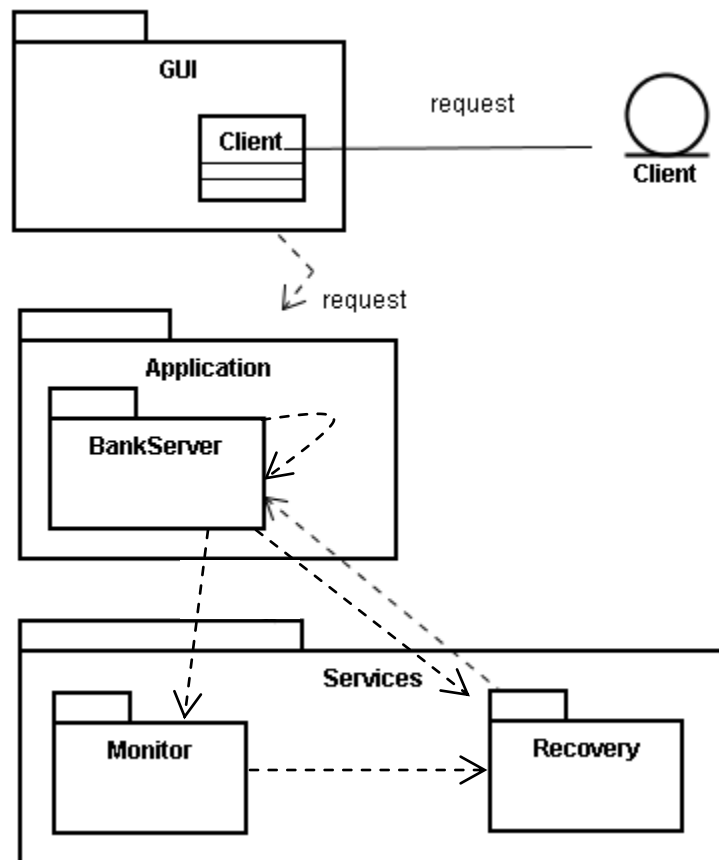 GUI
request
Client
Client
request
Application
BankServer
Services
Monitor
Recovery